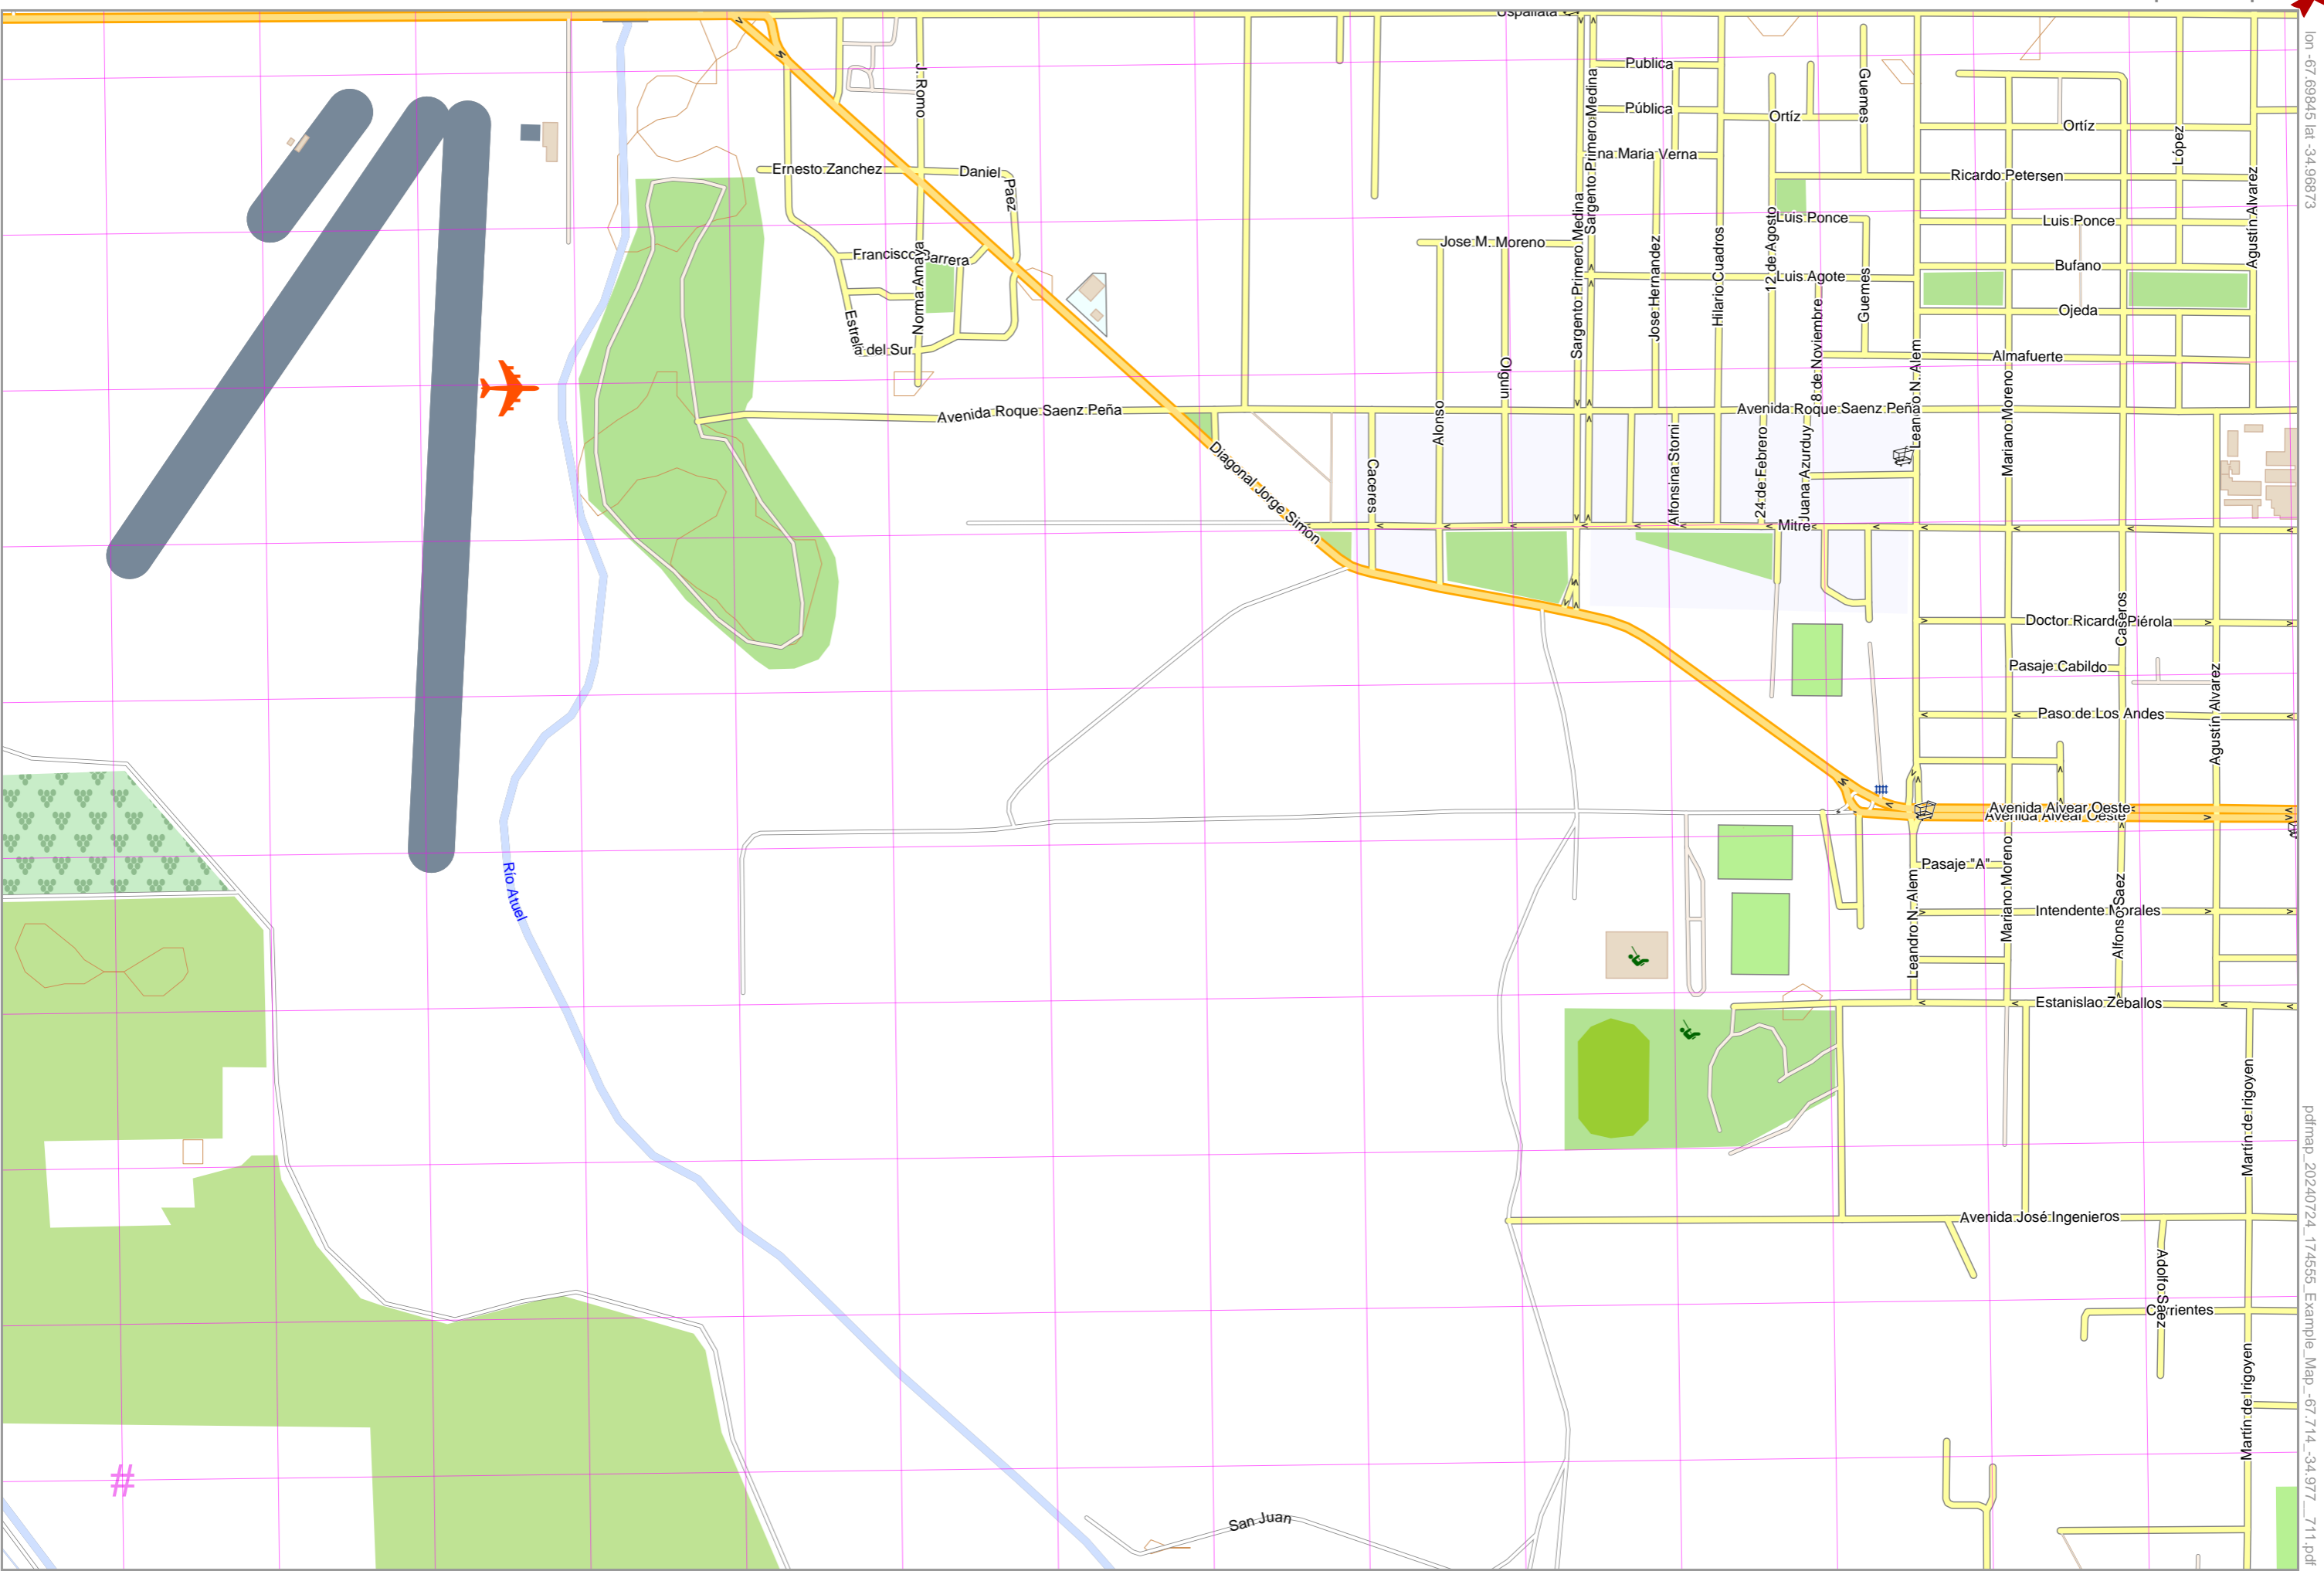 Uspallata
lon -67.69845 lat -34.96873
Publica
J. Romo
Guemes
Sargento Primero Medina
Pública
Ortíz
Ortíz
López
na Maria Verna
Ernesto Zanchez
Daniel
Paez
Ricardo Petersen
Agustín Alvarez
Luis Ponce
Luis Ponce
12 de Agosto
Sargento Primero Medina
Jose M. Moreno
Jose Hernandez
Hilario Cuadros
Francisco Barrera
Norma Amaya
Bufano
Luis Agote
Guemes
Estrella del Sur
Ojeda
8 de Noviembre
Almafuerte
Olguin
Leandro N. Alem
Mariano Moreno
Avenida Roque Saenz Peña
Avenida Roque Saenz Peña
Alonso
Diagonal Jorge Simón
Caceres
Alfonsina Storni
24 de Febrero
Juana Azurduy
Mitre
Doctor Ricardo Piérola
Caseros
Pasaje Cabildo
Agustín Alvarez
Paso de Los Andes
Avenida Alvear Oeste
Avenida Alvear Oeste
Pasaje "A"
Río Atuel
Leandro N. Alem
Mariano Moreno
Alfonso Saez
Intendente Morales
Estanislao Zeballos
Martín de Irigoyen
Avenida José Ingenieros
Adolfo Saez
Corrientes
Martín de Irigoyen
#
San Juan
pdfmap_20240724_174555_Example_Map_-67.714_-34.977__711.pdf